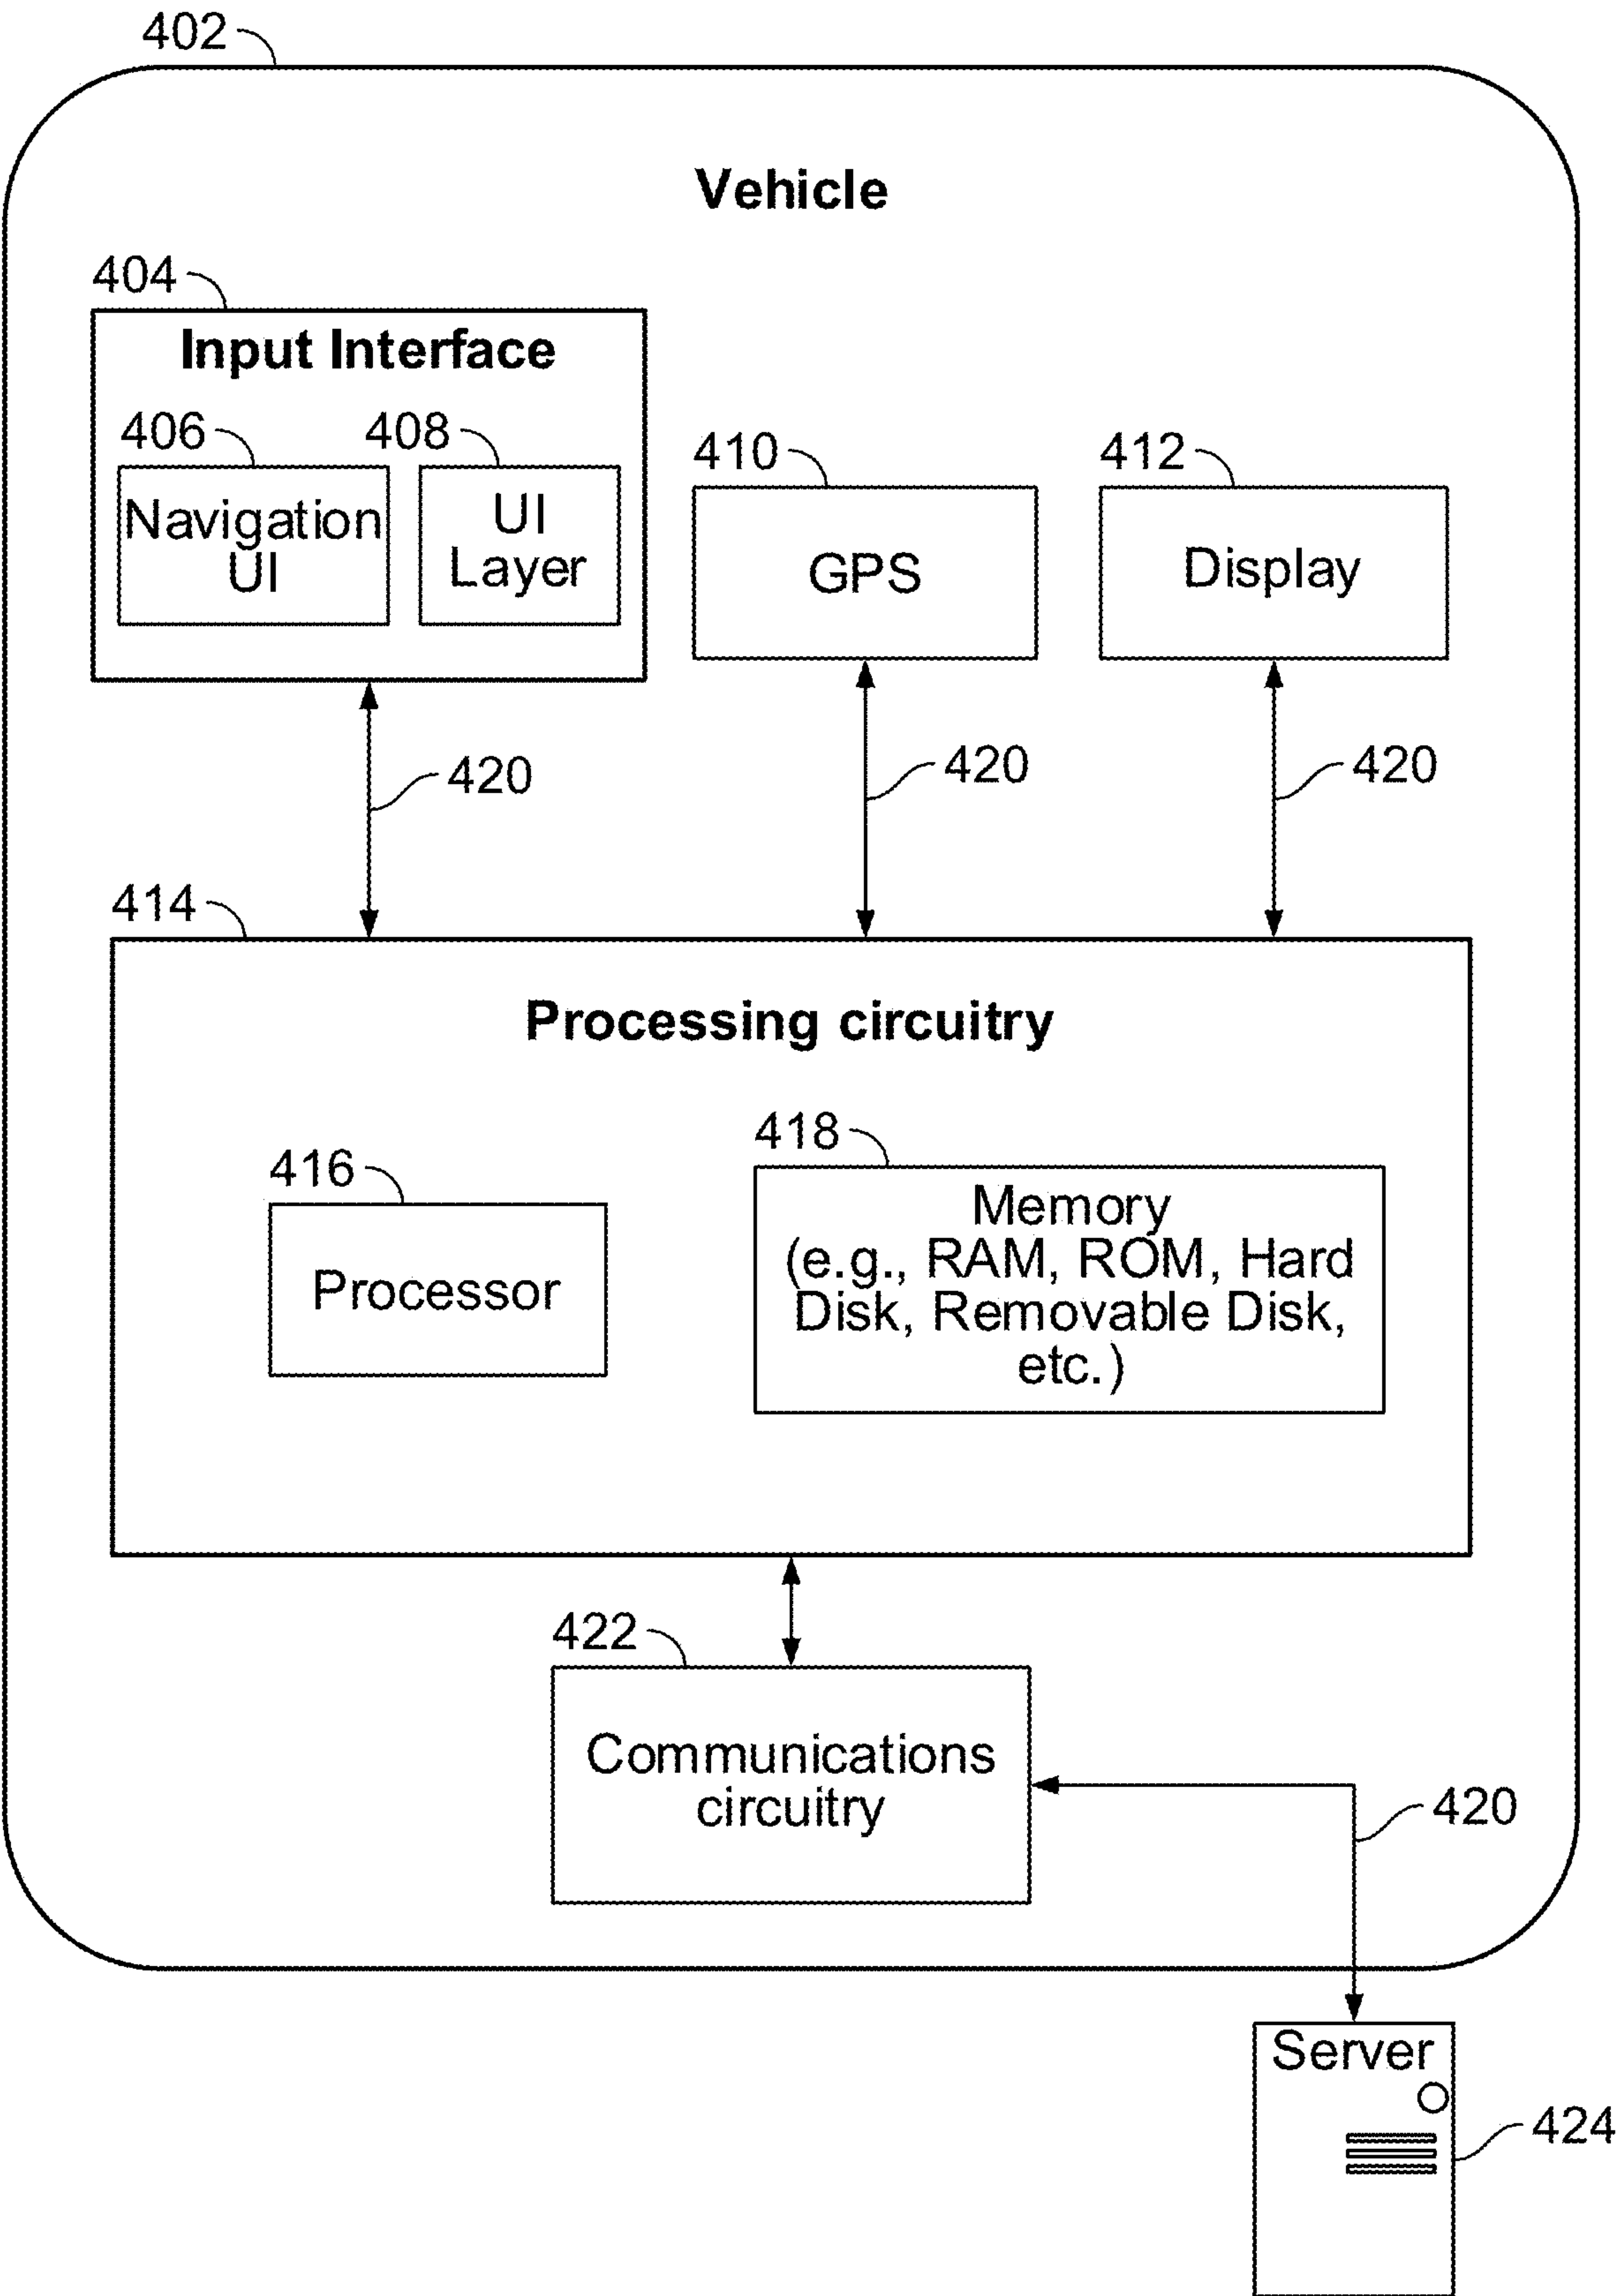 402
Vehicle
404
Input Interface
406
Navigation
UI
408
UI
Layer
410
GPS
412
Display
420
420
420
414
Processing circuitry
416
Processor
418
Memory
(e.g., RAM, ROM, Hard
Disk, Removable Disk,
etc.)
422
Communications
circuitry
420
Server
424